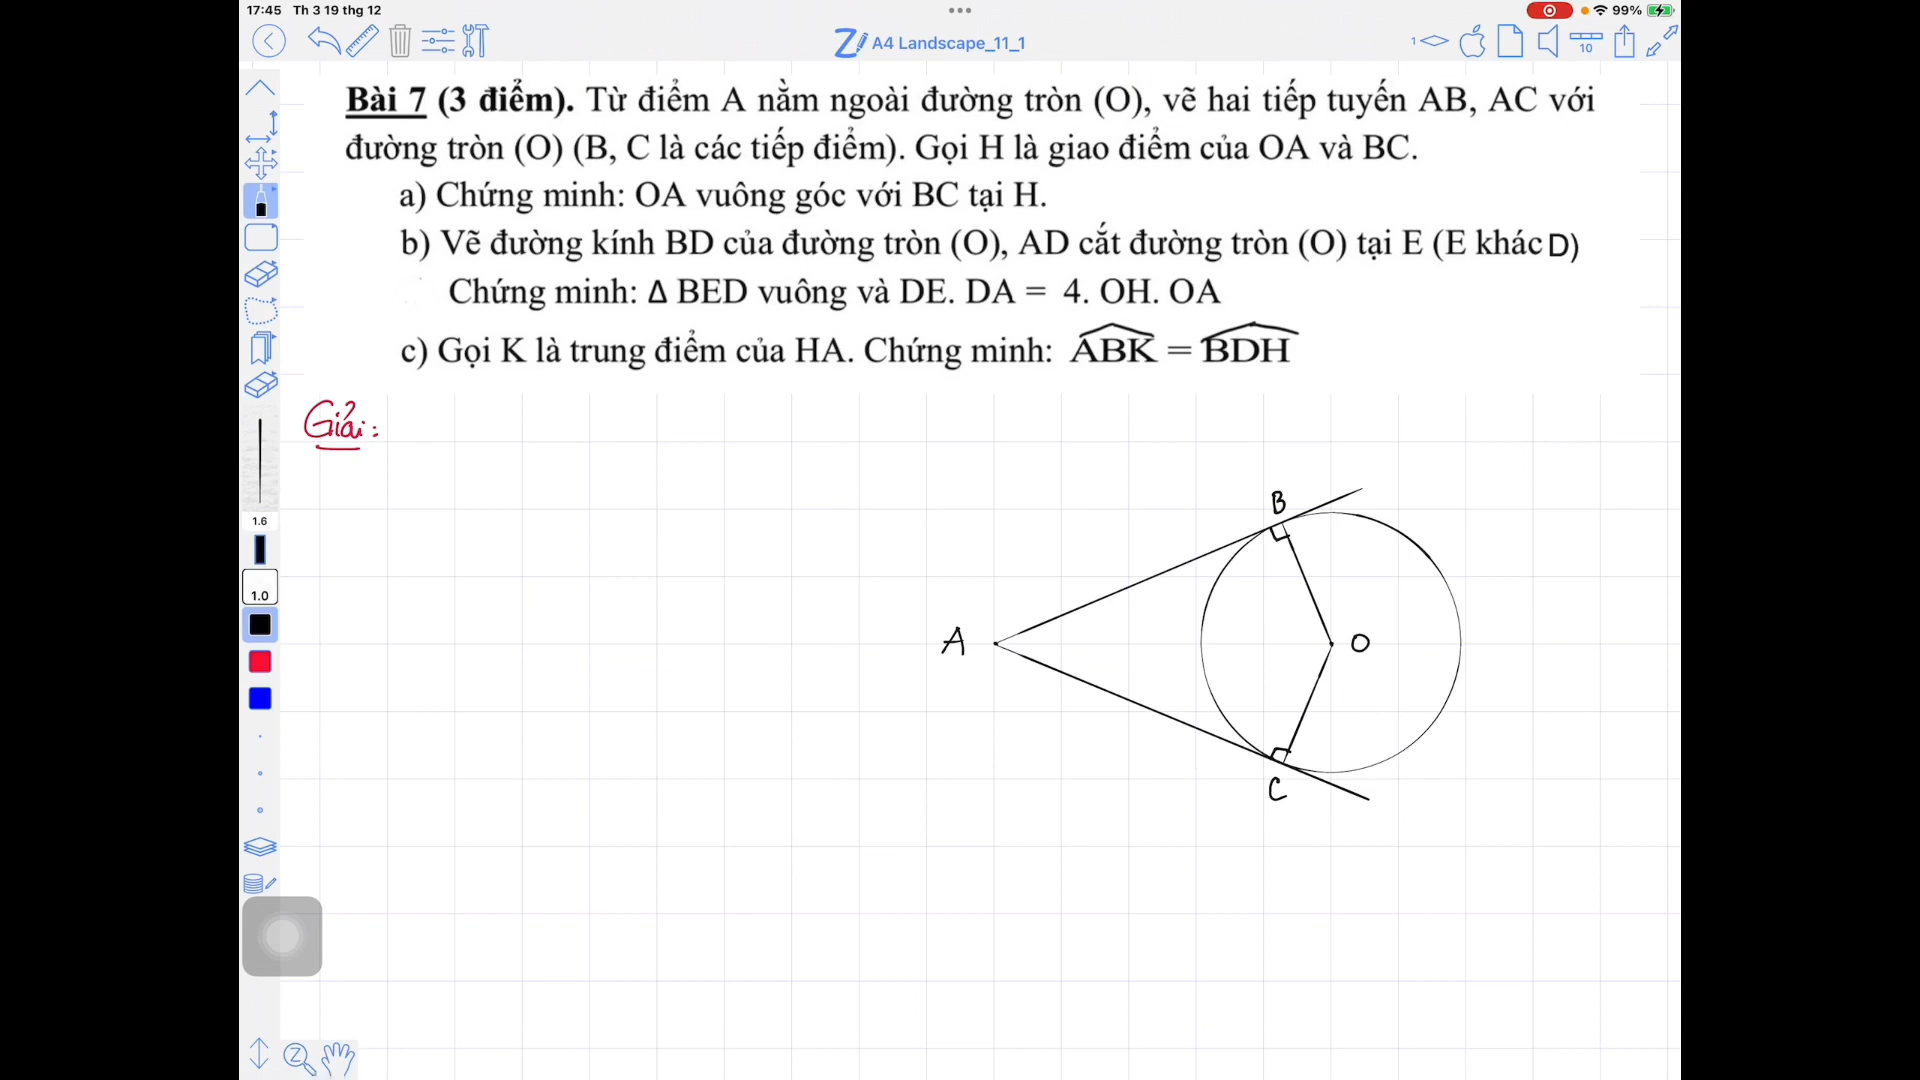 17:45 Th 3 19 thg 12
99%
A4 Landscape_11_1
1
10
Bài 7 (3 điểm). Từ điểm A nằm ngoài đường tròn (O), vẽ hai tiếp tuyến AB, AC với
đường tròn (O) (B, C là các tiếp điểm). Gọi H là giao điểm của OA và BC.
a) Chứng minh: OA vuông góc với BC tại H.
b) Vẽ đường kính BD của đường tròn (O), AD cắt đường tròn (O) tại E (E khác D)
Chứng minh: Δ BED vuông và DE. DA = 4. OH. OA
c) Gọi K là trung điểm của HA. Chứng minh: \widehat{ABK} = \widehat{BDH}
Giải:
1.6
1.0
B
A
O
C